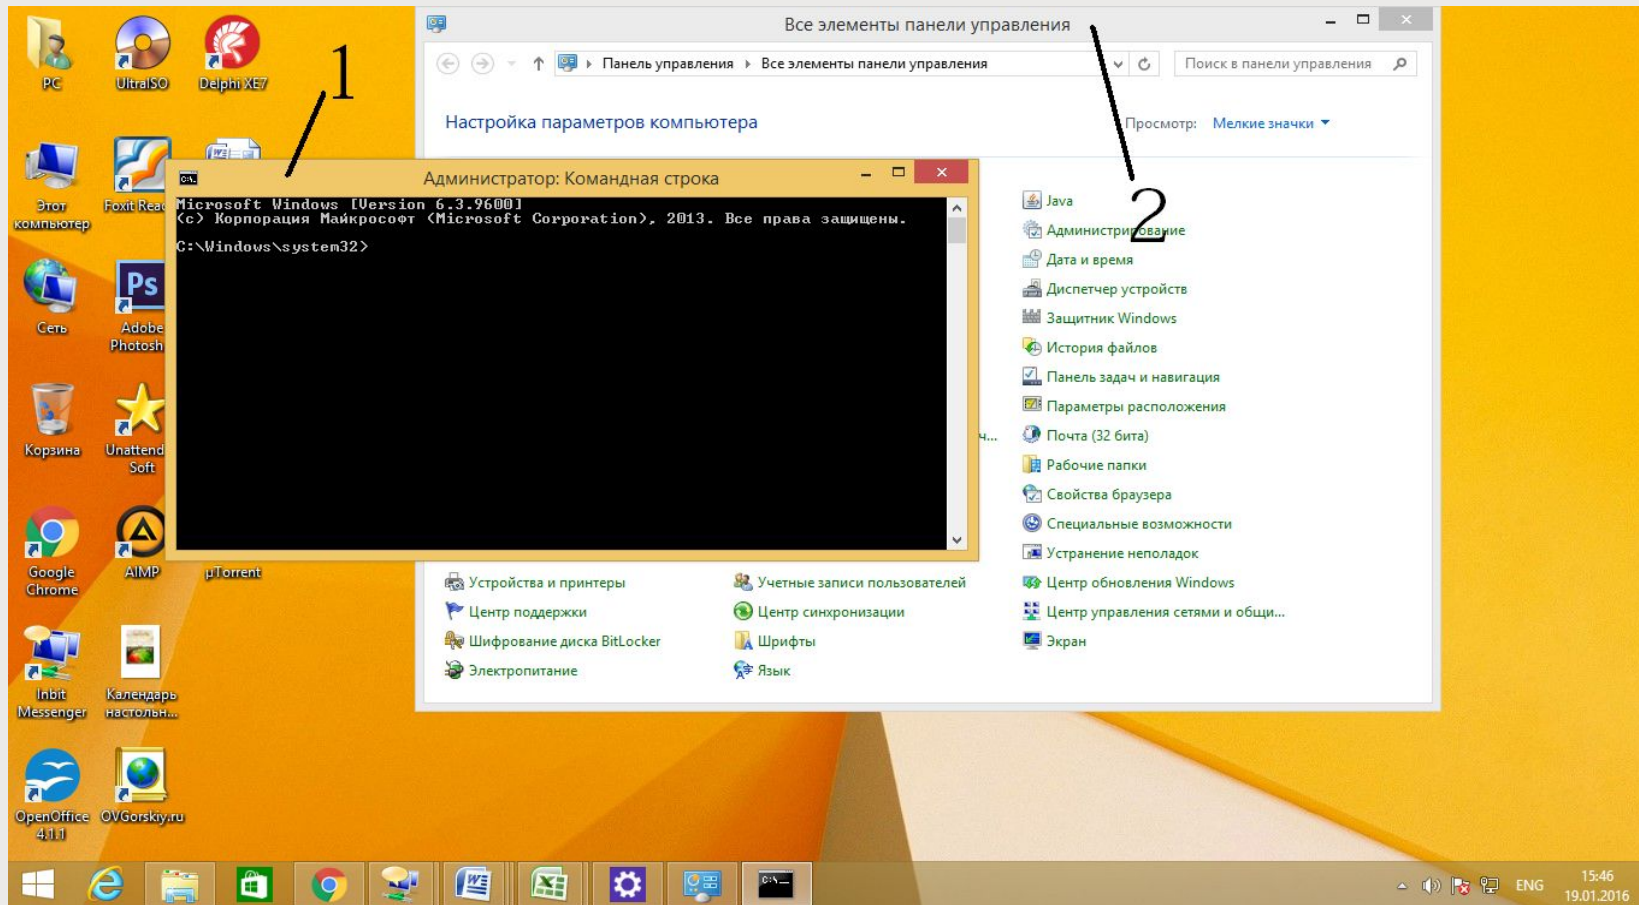 PC
UltraISO
Delphi XE7
Этот
компьютер
Foxit Rea
Сеть
Adobe
Photosh
Ps
Корзина
Unattend
Soft
Google
Chrome
AIMP
µTorrent
Inbit
Messenger
Календарь
настольн...
OpenOffice
4.1.1
OVGorskiy.ru
1
2
Все элементы панели управления
Панель управления
Все элементы панели управления
Поиск в панели управления
Настройка параметров компьютера
Просмотр:
Мелкие значки
Администратор: Командная строка
Microsoft Windows [Version 6.3.9600]
(c) Корпорация Майкрософт (Microsoft Corporation), 2013. Все права защищены.
C:\Windows\system32>
ч...
Устройства и принтеры
Центр поддержки
Шифрование диска BitLocker
Электропитание
Учетные записи пользователей
Центр синхронизации
Шрифты
Язык
Java
Администрирование
Дата и время
Диспетчер устройств
Защитник Windows
История файлов
Панель задач и навигация
Параметры расположения
Почта (32 бита)
Рабочие папки
Свойства браузера
Специальные возможности
Устранение неполадок
Центр обновления Windows
Центр управления сетями и общи...
Экран
ENG
15:46
19.01.2016